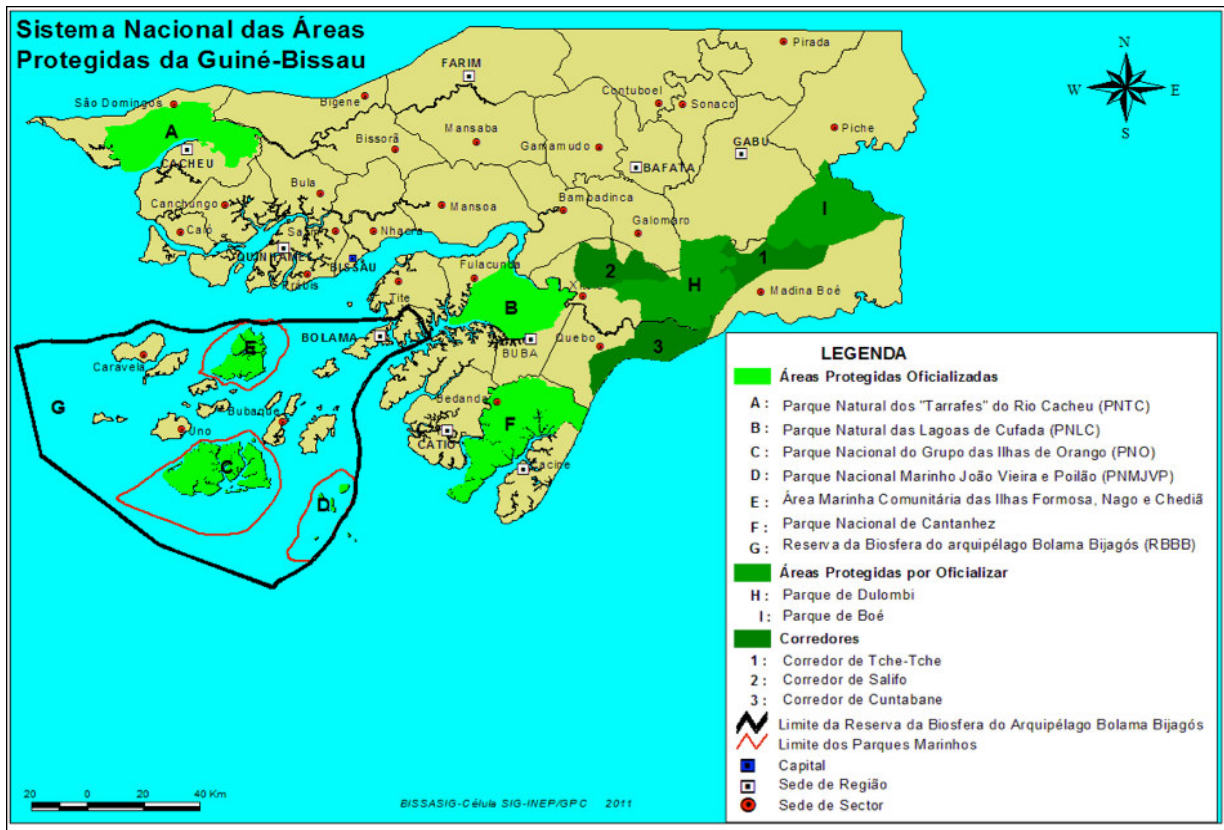 Sistema Nacional das Áreas
Protegidas da Guiné-Bissau
N
W
E
S
Pirada
FARIM
São Domingos
Bigene
Contuboel
Sonaco
A
Mansaba
Bissorã
Gamamudo
Piche
GABU
CACHEU
BAFATA
Bula
Canchungo
Mansoa
Bambadinca
I
Caió
Safim
Nhacra
Galomaro
BISSAU
1
Prábis
Fulacunda
2
Tite
B
H
Madina Boé
BOLAMA
Quebo
3
BUBA
E
Caravela
G
Bedanda
Bubaque
F
Uno
CATIO
C
Cacine
D
LEGENDA
Áreas Protegidas Oficializadas
A : Parque Natural dos "Tarrafes" do Rio Cacheu (PNTC)
B : Parque Natural das Lagoas de Cufada (PNLC)
C : Parque Nacional do Grupo das Ilhas de Orango (PNO)
D : Parque Nacional Marinho João Vieira e Poilão (PNMJVP)
E : Área Marinha Comunitária das Ilhas Formosa, Nago e Chediã
F : Parque Nacional de Cantanhez
G : Reserva da Biosfera do arquipélago Bolama Bijagós (RBBB)
Áreas Protegidas por Oficializar
H : Parque de Dulombi
I : Parque de Boé
Corredores
1 : Corredor de Tche-Tche
2 : Corredor de Salifo
3 : Corredor de Cuntabane
Limite da Reserva da Biosfera do Arquipélago Bolama Bijagós
Limite dos Parques Marinhos
Capital
Sede de Região
Sede de Sector
20 0 20 40 Km
BISSASIG-Célula SIG-INEP/GPC 2011